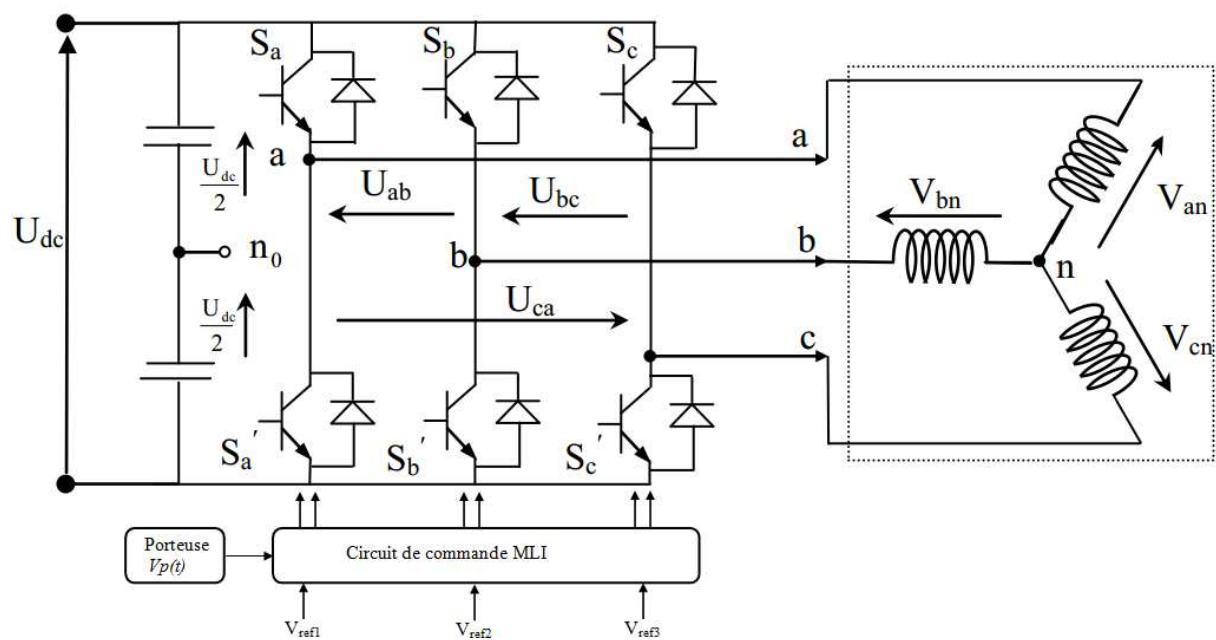 Sa
Sb
Sc
a
a
Udc/2
Uab
Ubc
Vbn
Van
Udc
n0
b
b
n
Udc/2
Uca
c
Vcn
Sa′
Sb′
Sc′
Porteuse
Vp(t)
Circuit de commande MLI
Vref1
Vref2
Vref3